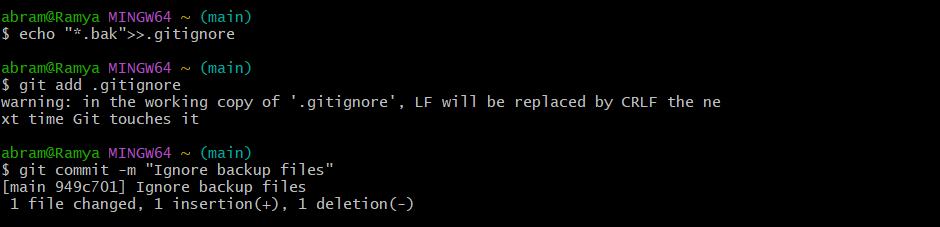 abram@Ramya MINGW64 ~ (main)
$ echo "*.bak">>.gitignore
abram@Ramya MINGW64 ~ (main)
$ git add .gitignore
warning: in the working copy of '.gitignore', LF will be replaced by CRLF the ne
xt time Git touches it
abram@Ramya MINGW64 ~ (main)
$ git commit -m "Ignore backup files"
[main 949c701] Ignore backup files
 1 file changed, 1 insertion(+), 1 deletion(-)